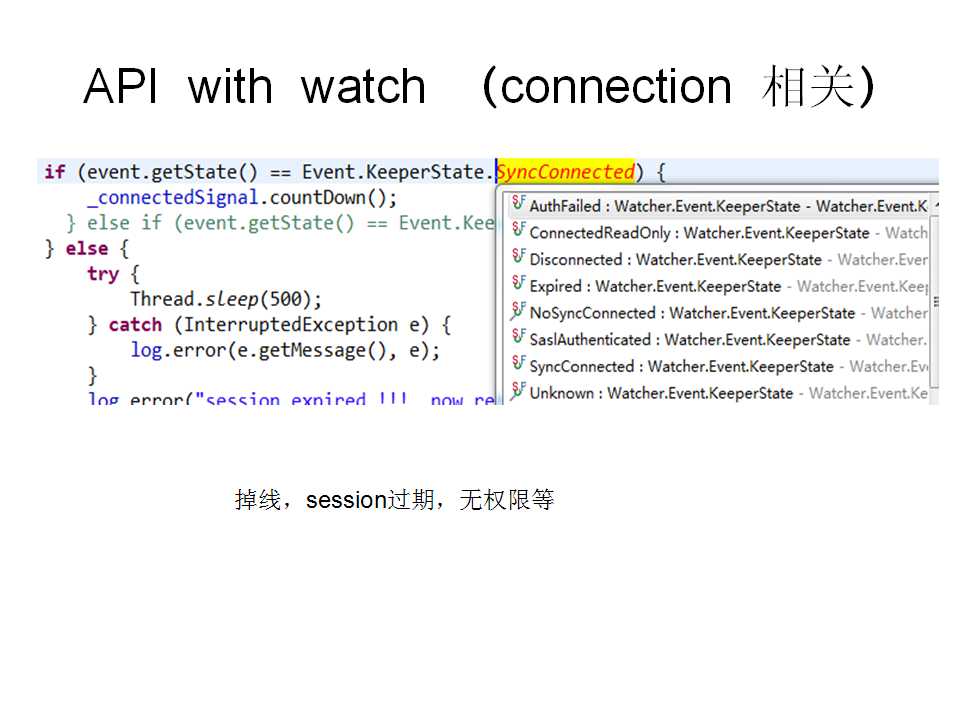 API with watch （connection 相关）
if (event.getState() == Event.KeeperState.SyncConnected) {
_connectedSignal.countDown();
} else if (event.getState() == Event.Kee
} else {
try {
Thread.sleep(500);
} catch (InterruptedException e) {
log.error(e.getMessage(), e);
}
log.error("session expired !!! now re
AuthFailed : Watcher.Event.KeeperState - Watcher.Event.K
ConnectedReadOnly : Watcher.Event.KeeperState - Watch
Disconnected : Watcher.Event.KeeperState - Watcher.Ever
Expired : Watcher.Event.KeeperState - Watcher.Event.Keep
NoSyncConnected : Watcher.Event.KeeperState - Watcher
SaslAuthenticated : Watcher.Event.KeeperState - Watcher.
SyncConnected : Watcher.Event.KeeperState - Watcher.Ev
Unknown : Watcher.Event.KeeperState - Watcher.Event.Ke
掉线，session过期，无权限等